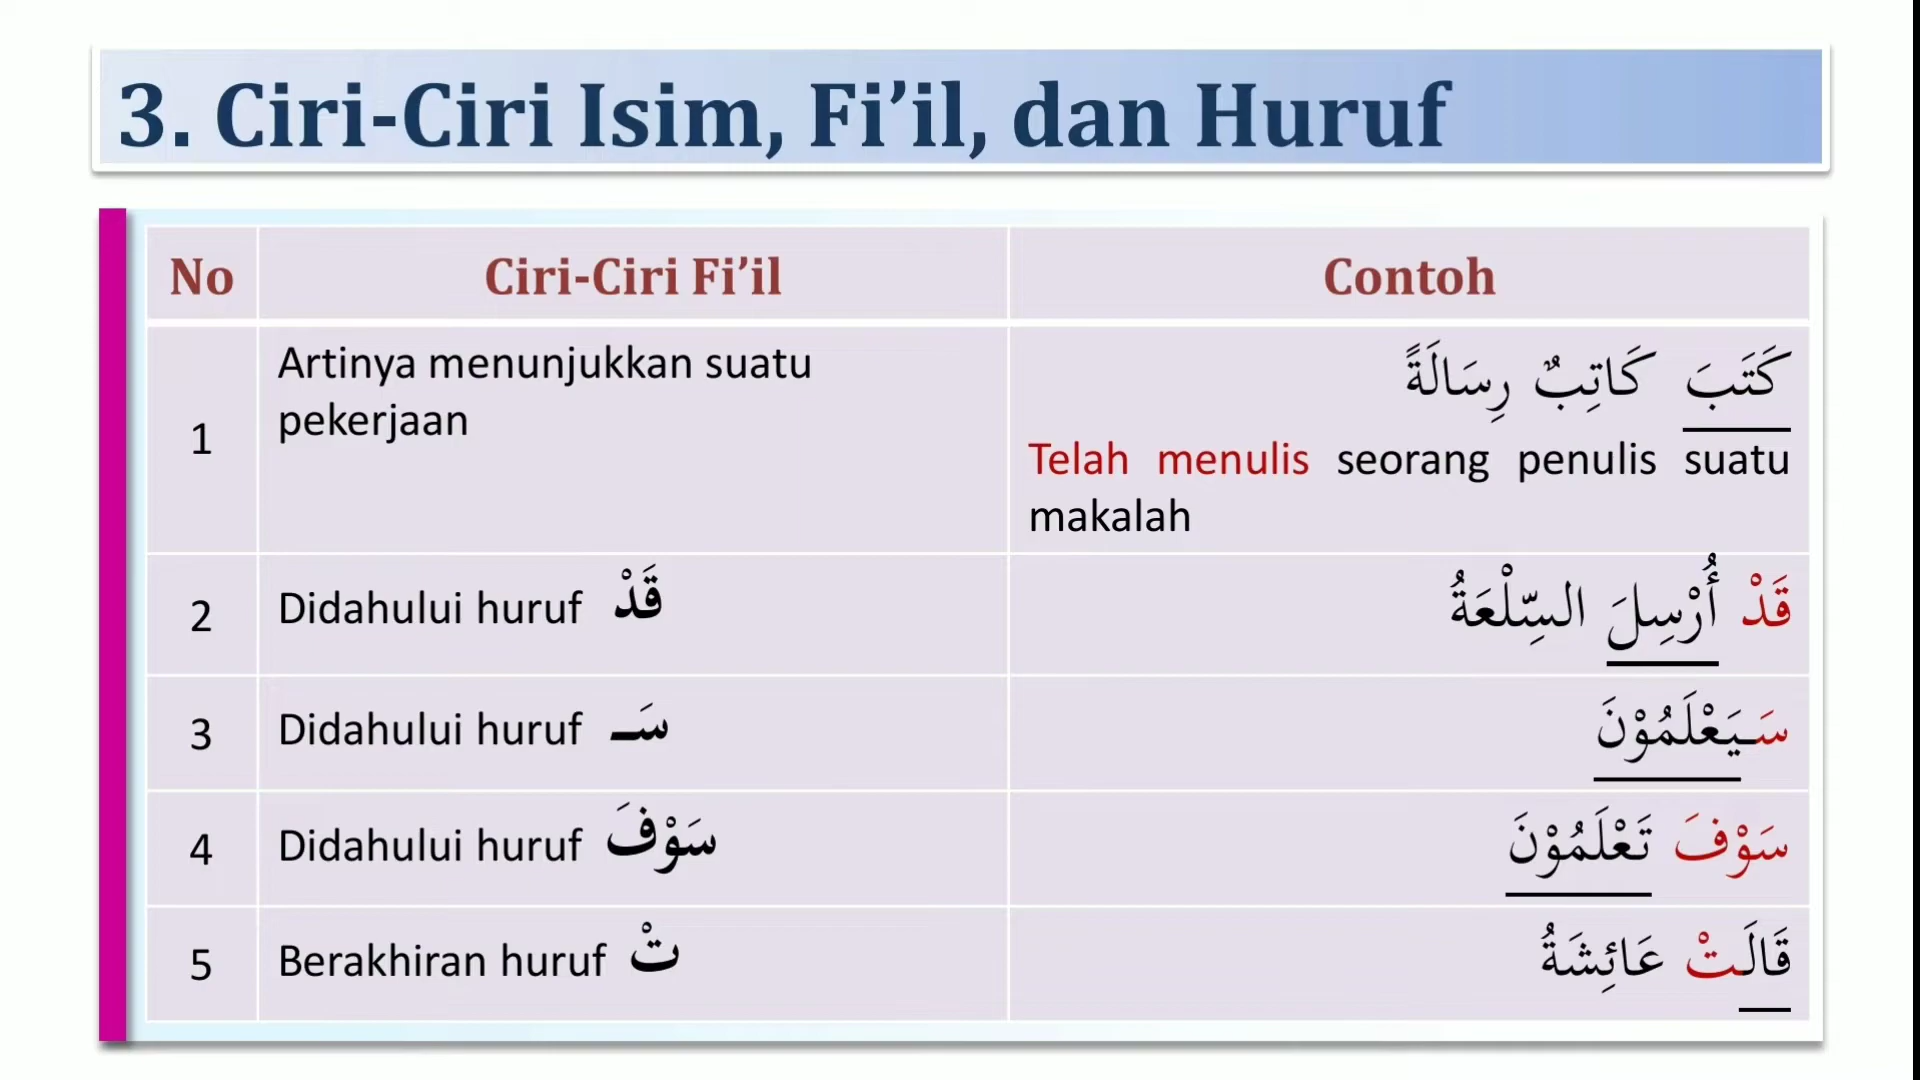 3. Ciri-Ciri Isim, Fi’il, dan Huruf
No Ciri-Ciri Fi’il Contoh
1
Artinya menunjukkan suatu
pekerjaan
كَتَبَ كَاتِبٌ رِسَالَةً
Telah menulis seorang penulis suatu
makalah
2 Didahului huruf قَدْ قَدْ أُرْسِلَ السِّلْعَةُ
3 Didahului huruf سَـ سَـيَعْلَمُوْنَ
4 Didahului huruf سَوْفَ سَوْفَ تَعْلَمُوْنَ
5 Berakhiran huruf تْ قَالَـتْ عَائِشَةُ